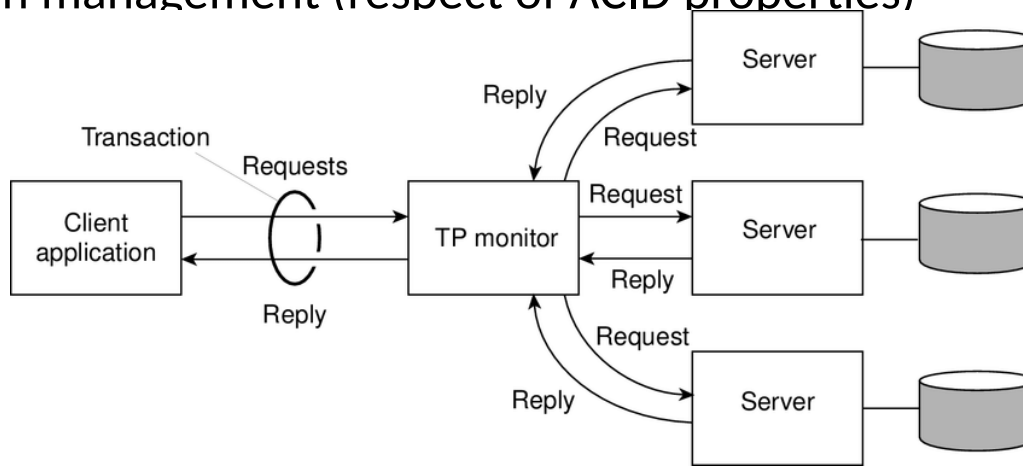 management (respect of ACID properties)
Server
Reply
Transaction
Request
Requests
Request
Client
application
TP monitor
Server
Reply
Reply
Request
Reply
Server